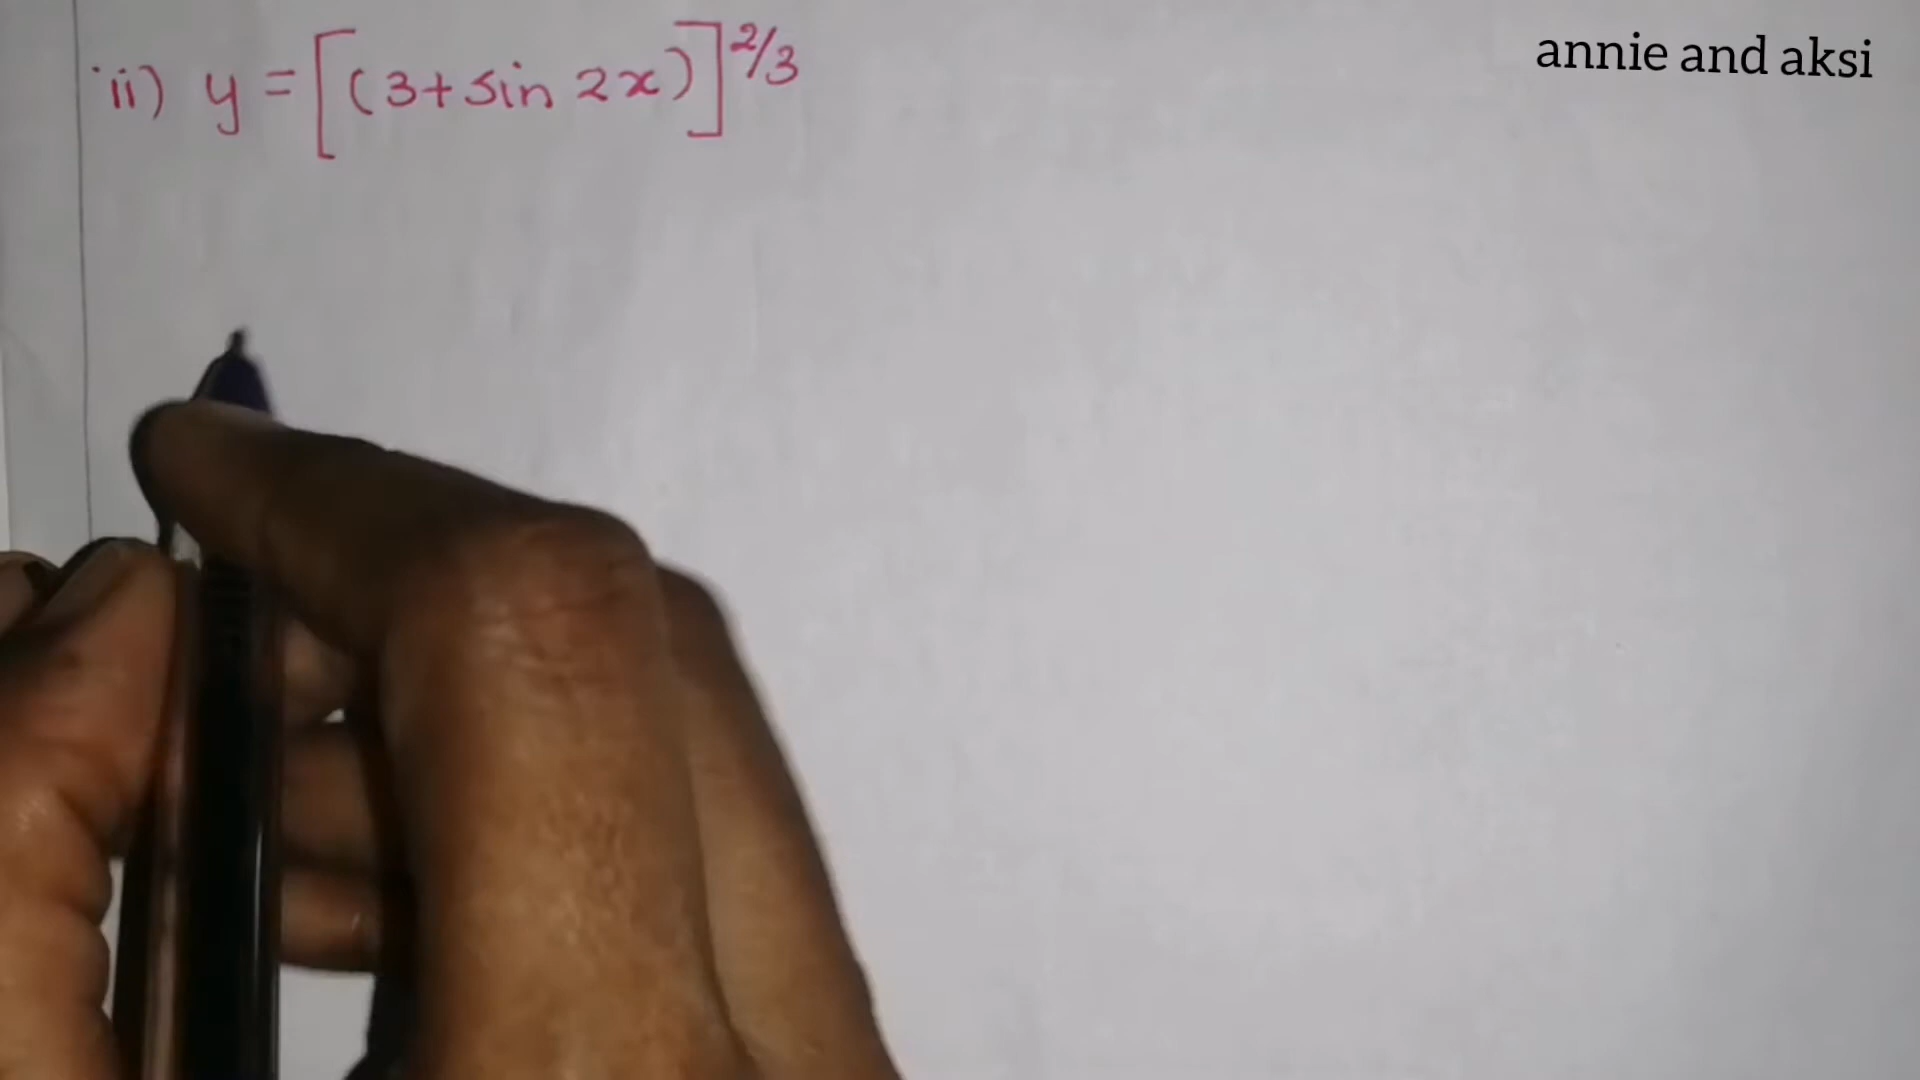 ii) y = [(3+sin 2x)]^2/3
annie and aksi